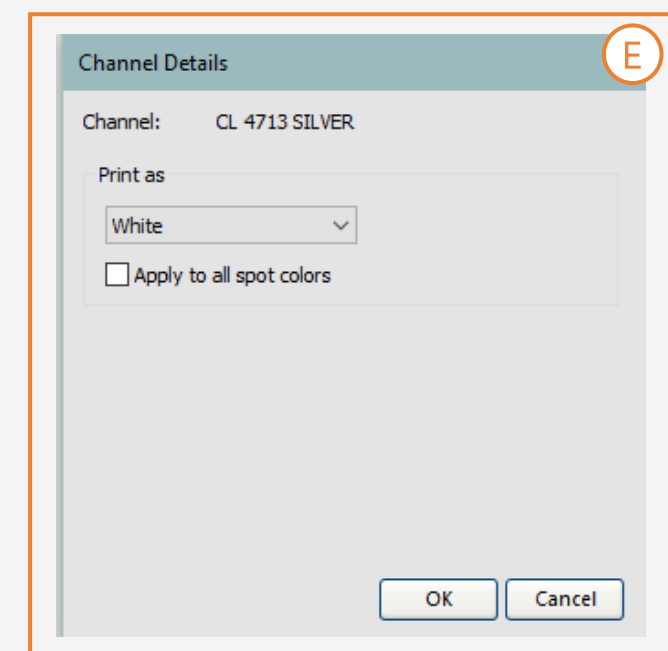 Channel Details
E
Channel: CL 4713 SILVER
Print as
White
Apply to all spot colors
OK Cancel